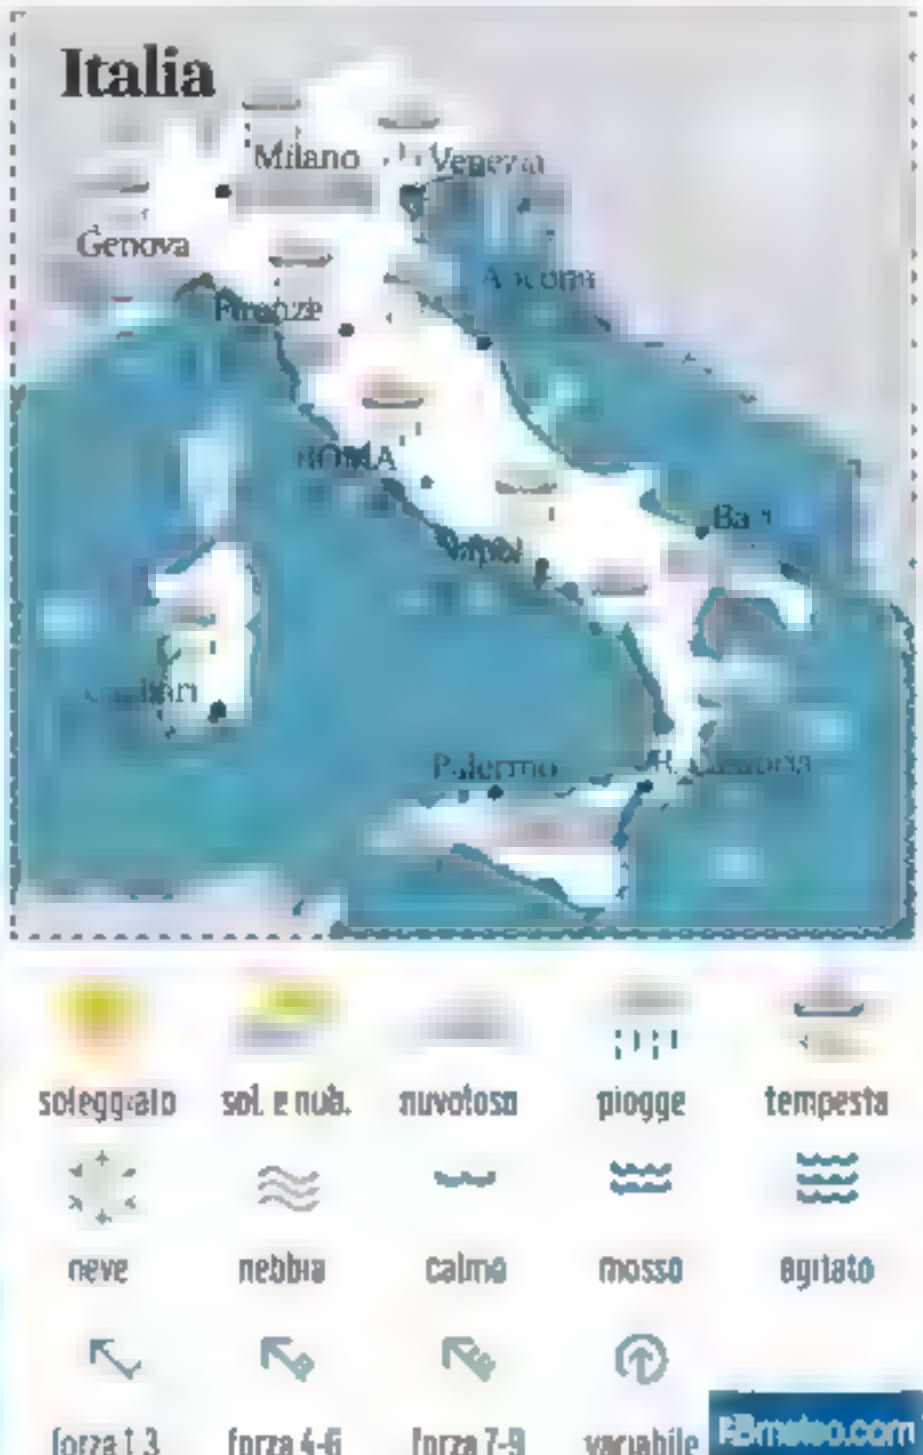 Italia
Milano
Venezia
Genova
Ancona
Firenze
ROMA
Bari
Napoli
Cagliari
Palermo
R. Calabria
soleggiato sol. e nub. nuvoloso piogge tempesta
neve nebbia calmo mosso agitato
forza 1-3 forza 4-6 forza 7-9 variabile
3Bmeteo.com